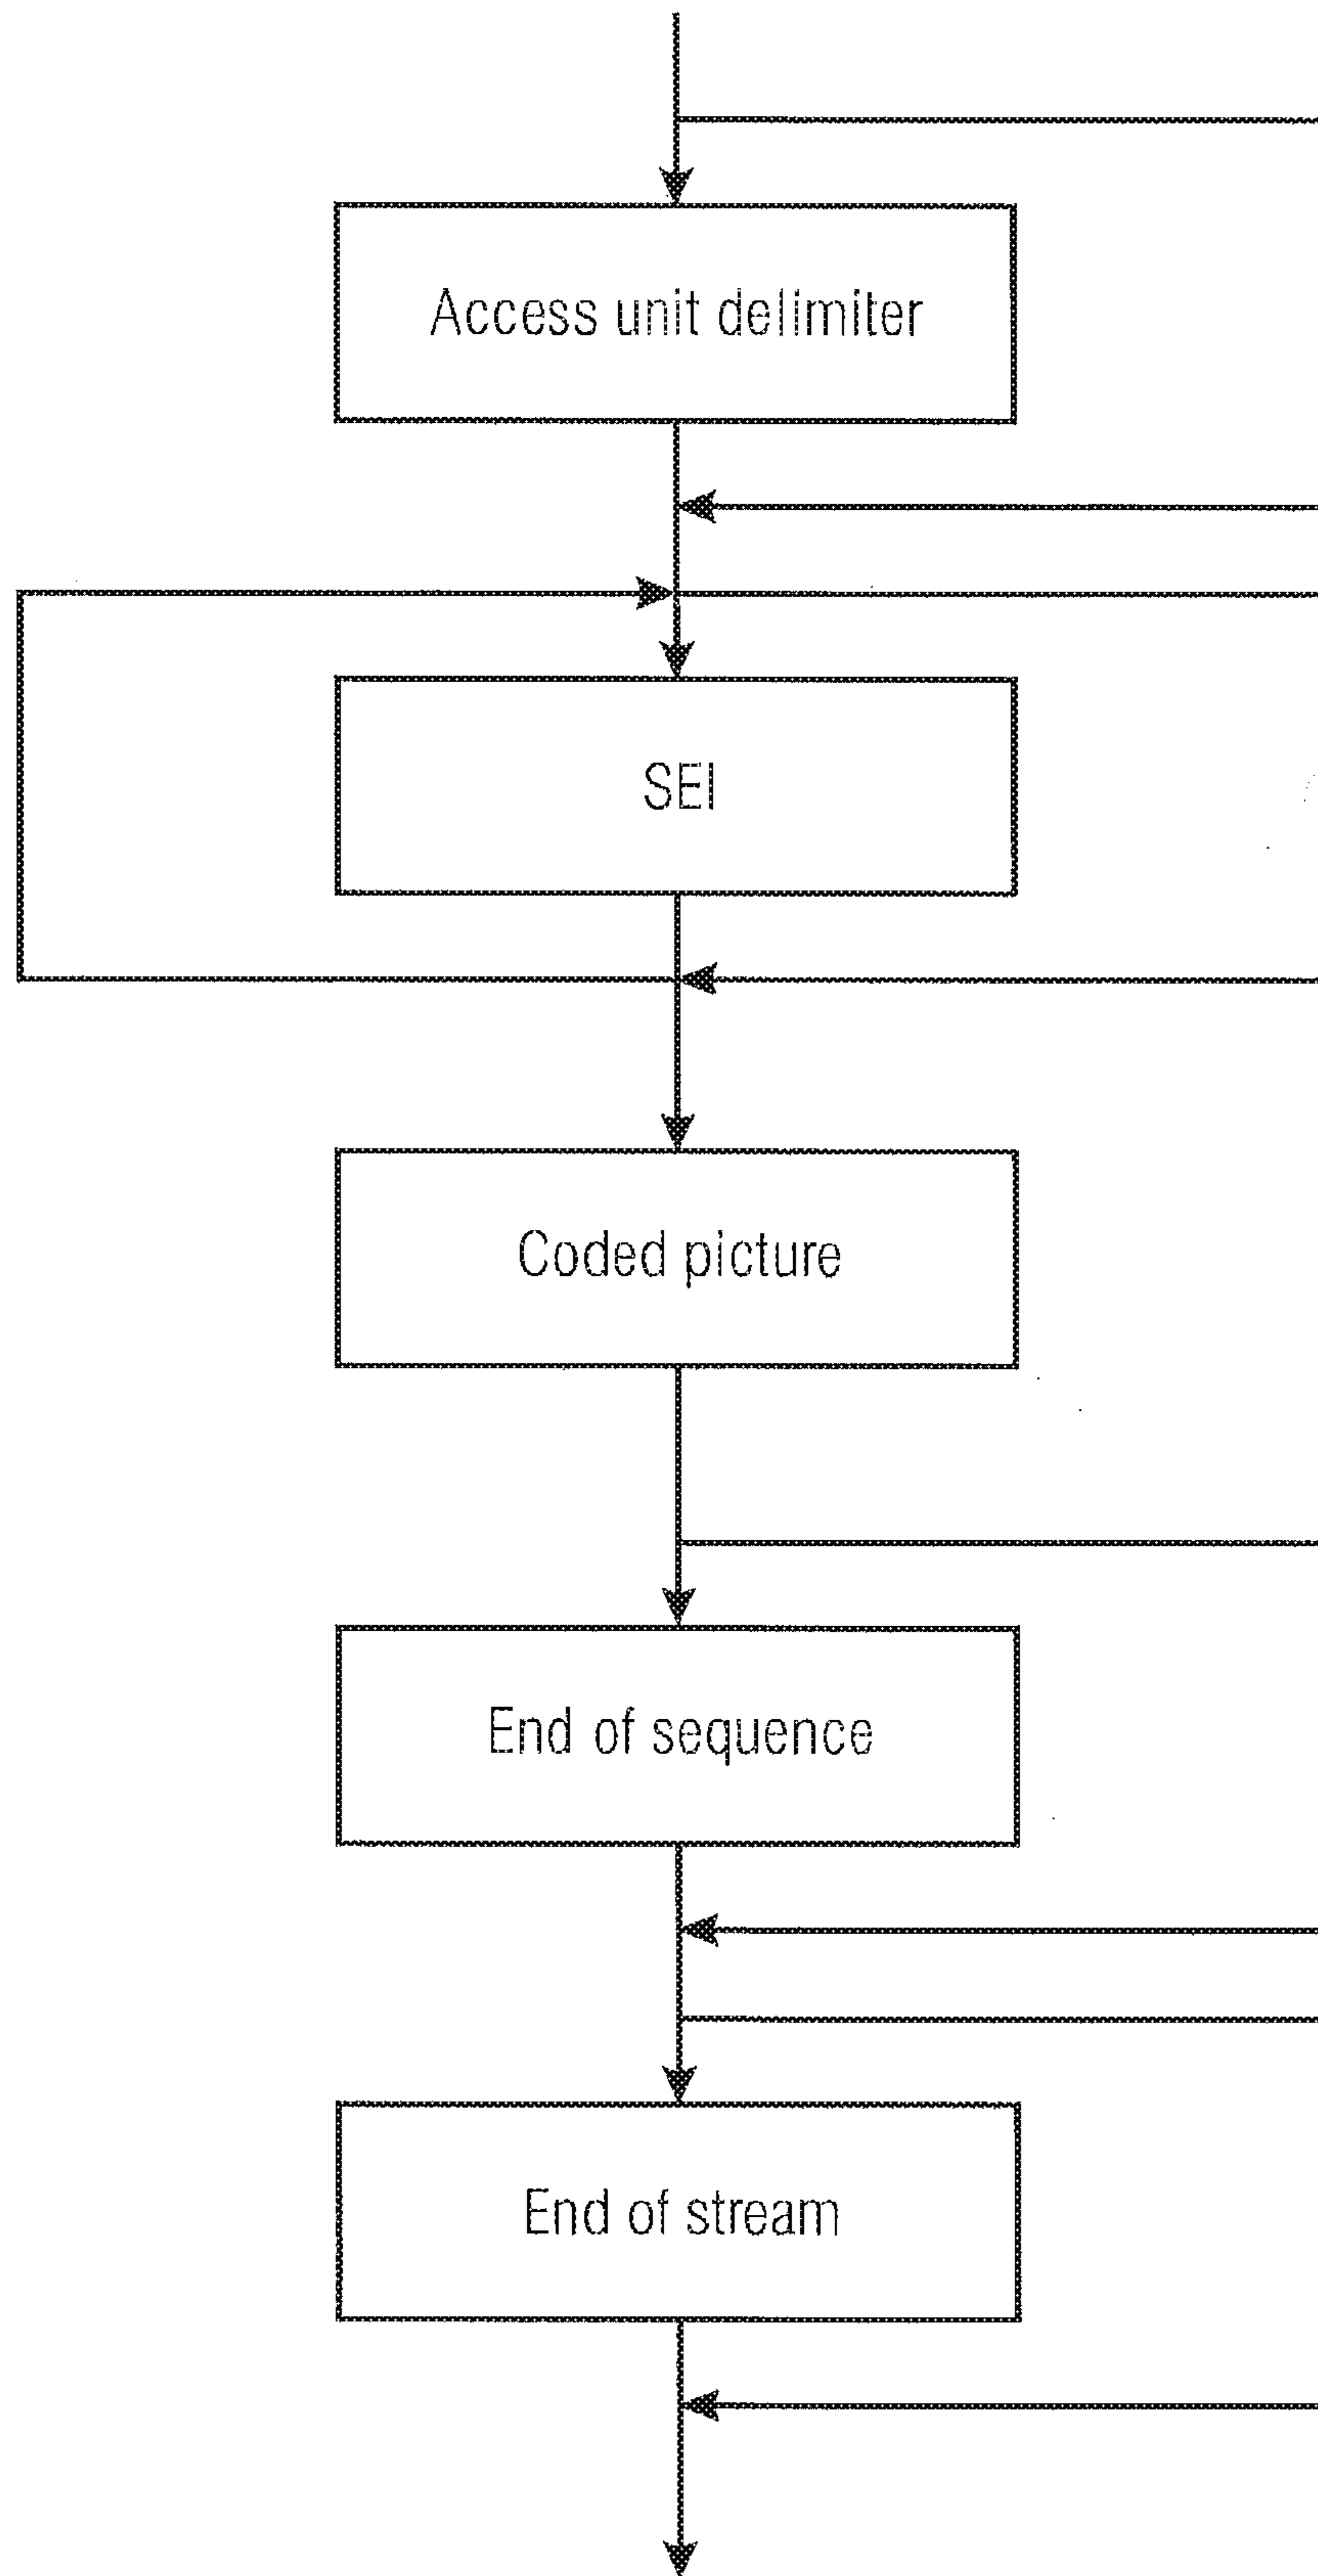 Access unit delimiter
SEI
Coded picture
End of sequence
End of stream